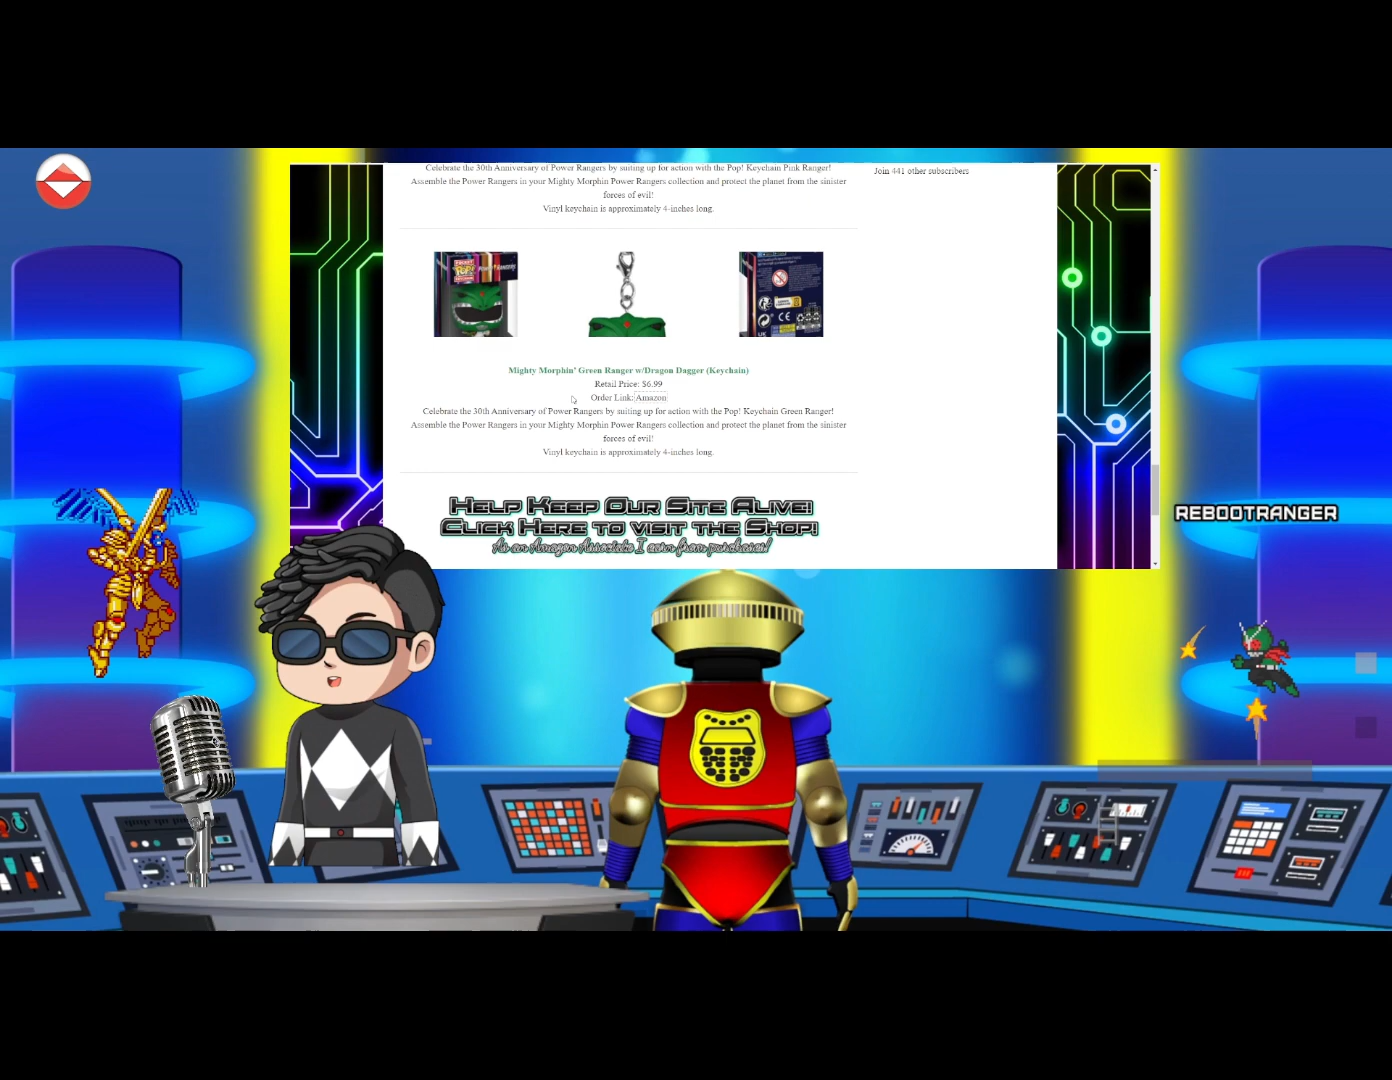 Celebrate the 30th Anniversary of Power Rangers by suiting up for action with the Pop! Keychain Pink Ranger!
Assemble the Power Rangers in your Mighty Morphin Power Rangers collection and protect the planet from the sinister
forces of evil!
Vinyl keychain is approximately 4-inches long.
Join 441 other subscribers
Mighty Morphin' Green Ranger w/Dragon Dagger (Keychain)
Retail Price: $6.99
Order Link: Amazon
Celebrate the 30th Anniversary of Power Rangers by suiting up for action with the Pop! Keychain Green Ranger!
Assemble the Power Rangers in your Mighty Morphin Power Rangers collection and protect the planet from the sinister
forces of evil!
Vinyl keychain is approximately 4-inches long.
Help Keep Our Site Alive!
Click Here to visit the Shop!
As an Amazon Associate I earn from purchases!
REBOOTRANGER